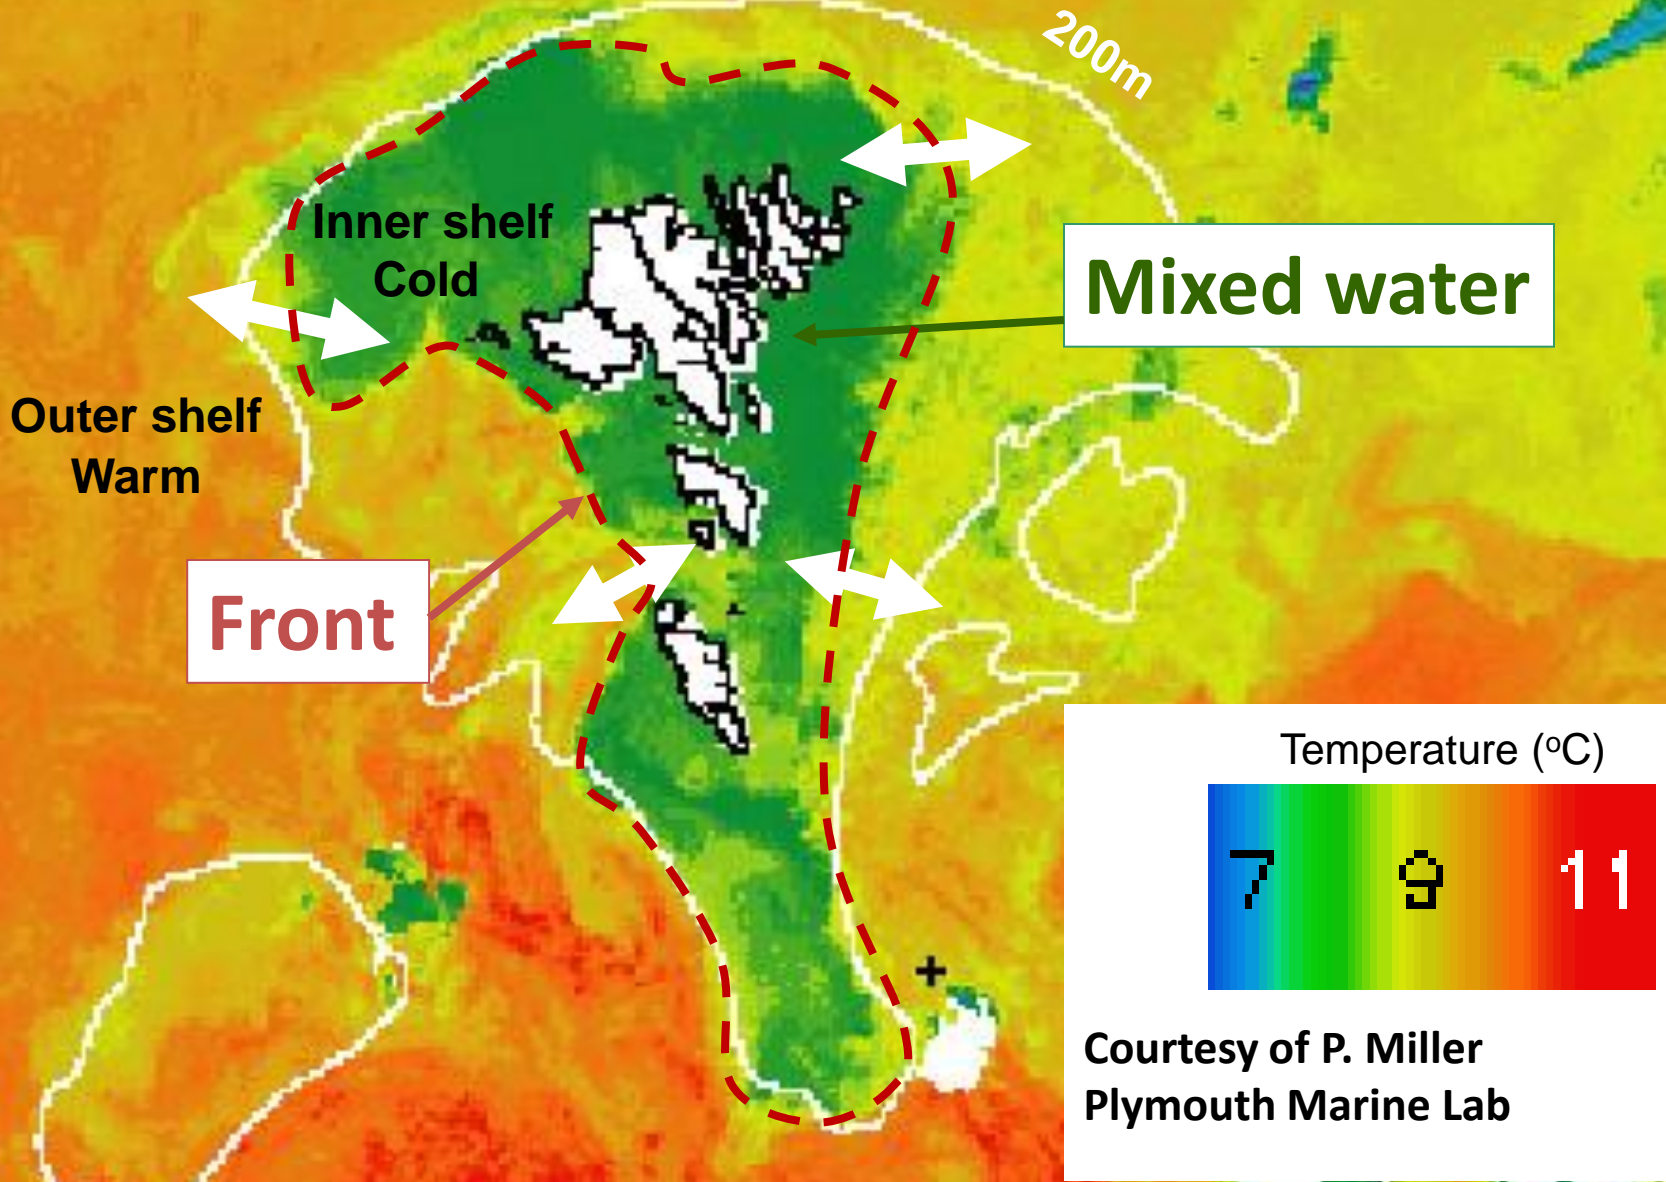 200m
Inner shelf
Cold
Mixed water
Outer shelf
Warm
Front
Temperature (ºC)
7 9 11
Courtesy of P. Miller
Plymouth Marine Lab